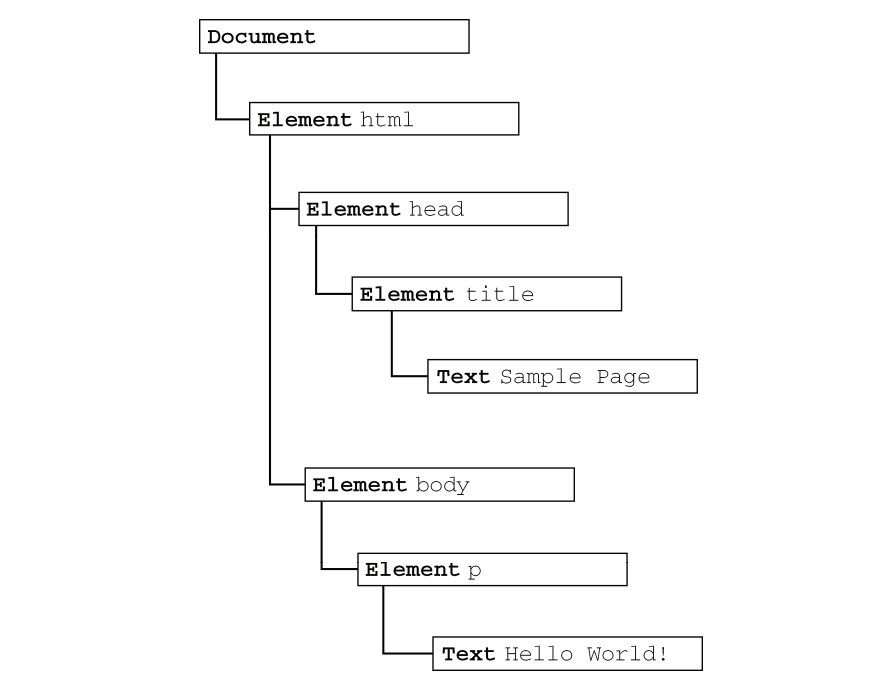 Document
Element html
Element head
Element title
Text Sample Page
Element body
Element p
Text Hello World!